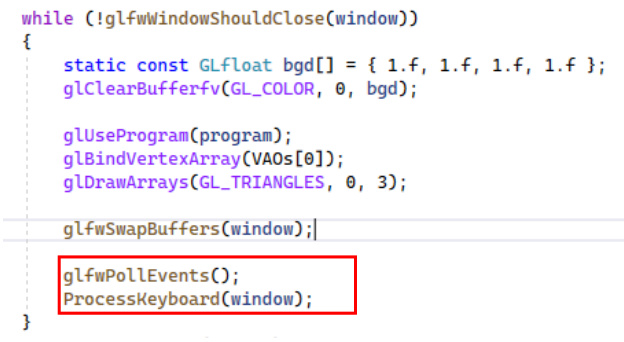 while (!glfwWindowShouldClose(window))
{
static const GLfloat bgd[] = { 1.f, 1.f, 1.f, 1.f };
glClearBufferfv(GL_COLOR, 0, bgd);
glUseProgram(program);
glBindVertexArray(VAOs[0]);
glDrawArrays(GL_TRIANGLES, 0, 3);
glfwSwapBuffers(window);
glfwPollEvents();
ProcessKeyboard(window);
}